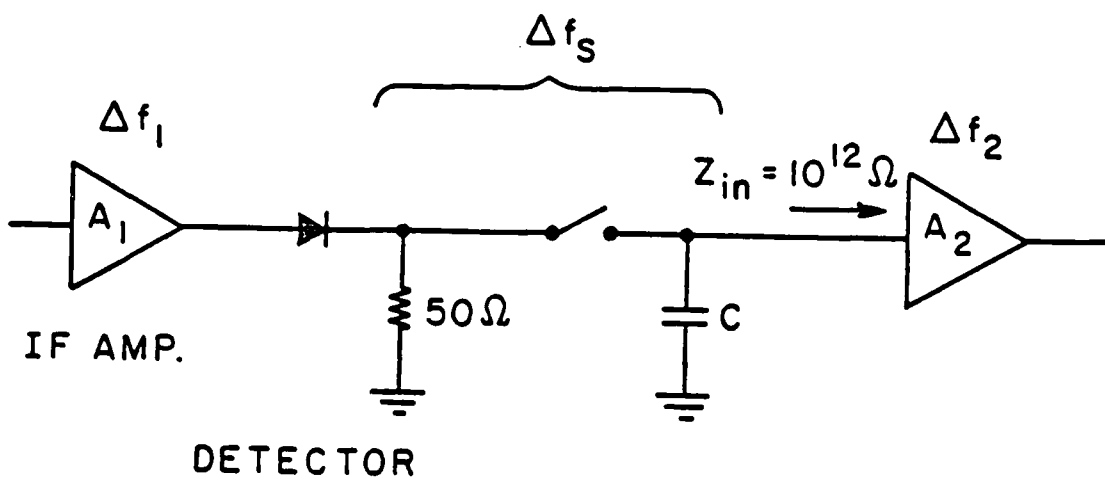 Δf_S
Δf_1
Δf_2
Z_in = 10^12 Ω
A_1
A_2
50Ω
C
IF AMP.
DETECTOR